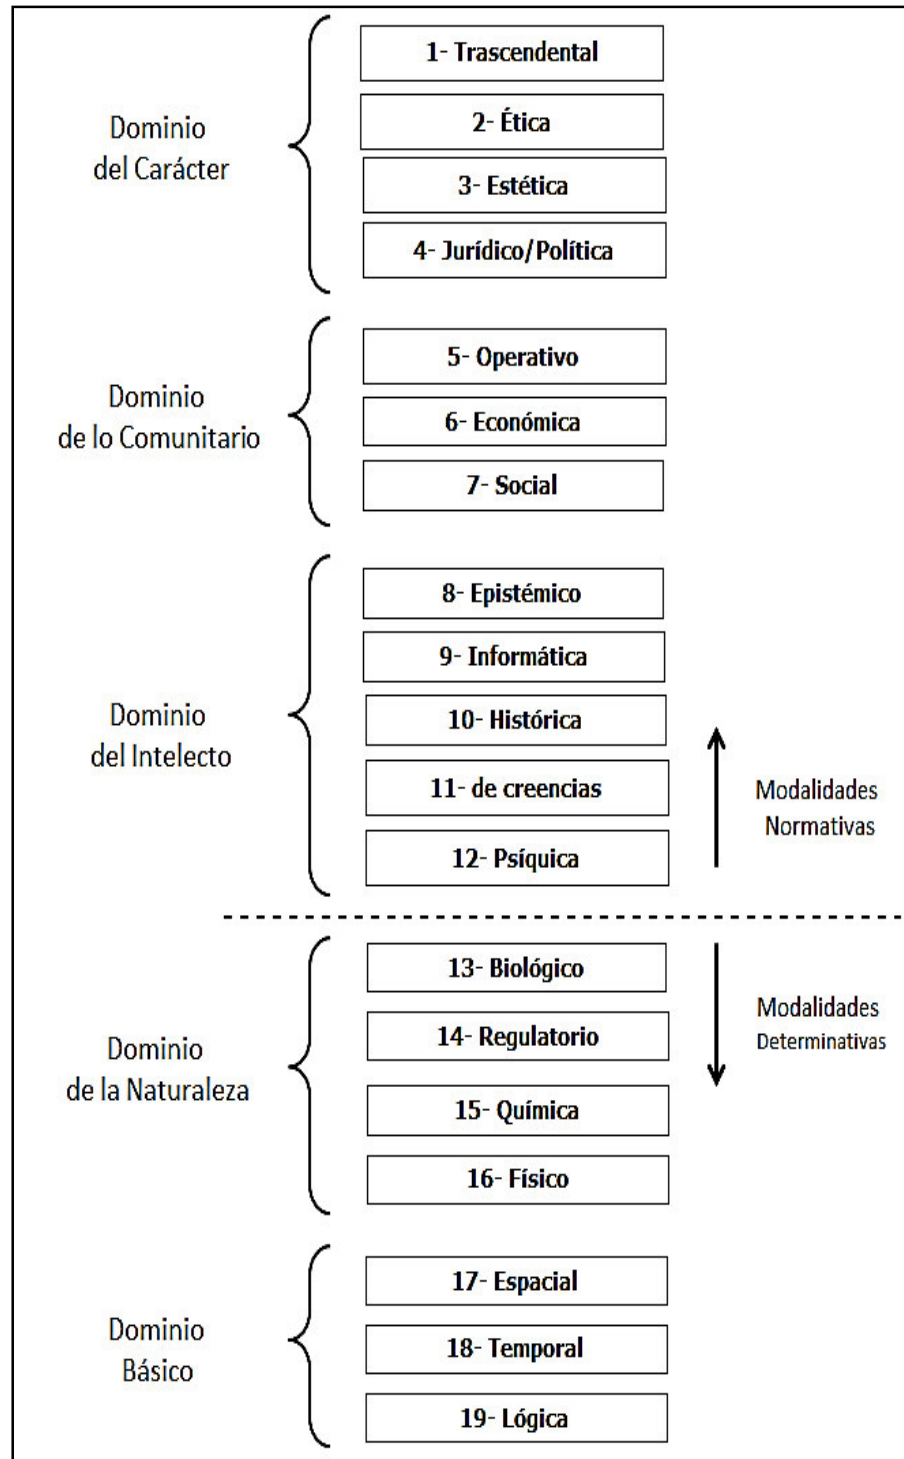 Dominio
del Carácter
1- Trascendental
2- Ética
3- Estética
4- Jurídico/Política
Dominio
de lo Comunitario
5- Operativo
6- Económica
7- Social
Dominio
del Intelecto
8- Epistémico
9- Informática
10- Histórica
11- de creencias
12- Psíquica
Modalidades
Normativas
Dominio
de la Naturaleza
13- Biológico
14- Regulatorio
15- Química
16- Físico
Modalidades
Determinativas
Dominio
Básico
17- Espacial
18- Temporal
19- Lógica